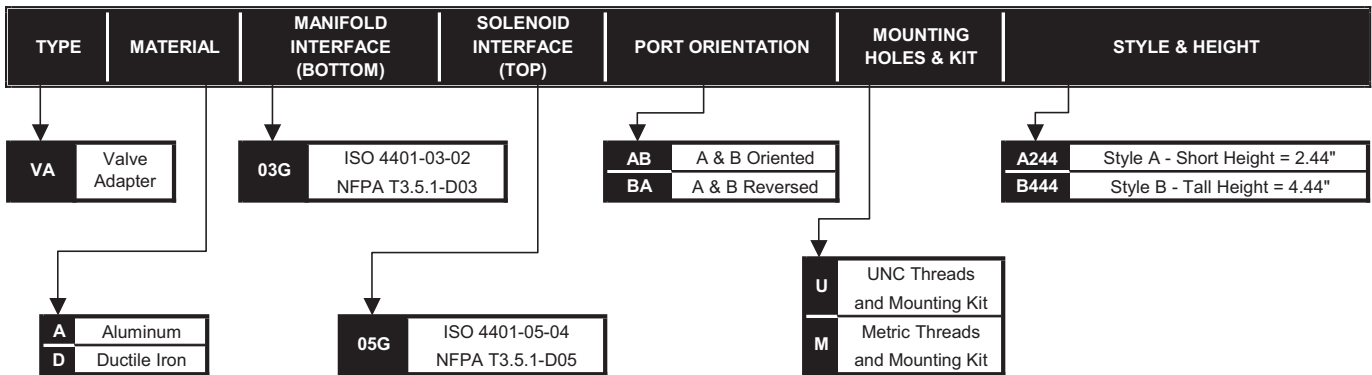 TYPE
MATERIAL
MANIFOLD
INTERFACE
(BOTTOM)
SOLENOID
INTERFACE
(TOP)
PORT ORIENTATION
MOUNTING
HOLES & KIT
STYLE & HEIGHT
VA
Valve
Adapter
03G
ISO 4401-03-02
NFPA T3.5.1-D03
AB
A & B Oriented
BA
A & B Reversed
A244
Style A - Short Height = 2.44"
B444
Style B - Tall Height = 4.44"
A
Aluminum
D
Ductile Iron
05G
ISO 4401-05-04
NFPA T3.5.1-D05
U
UNC Threads
and Mounting Kit
M
Metric Threads
and Mounting Kit